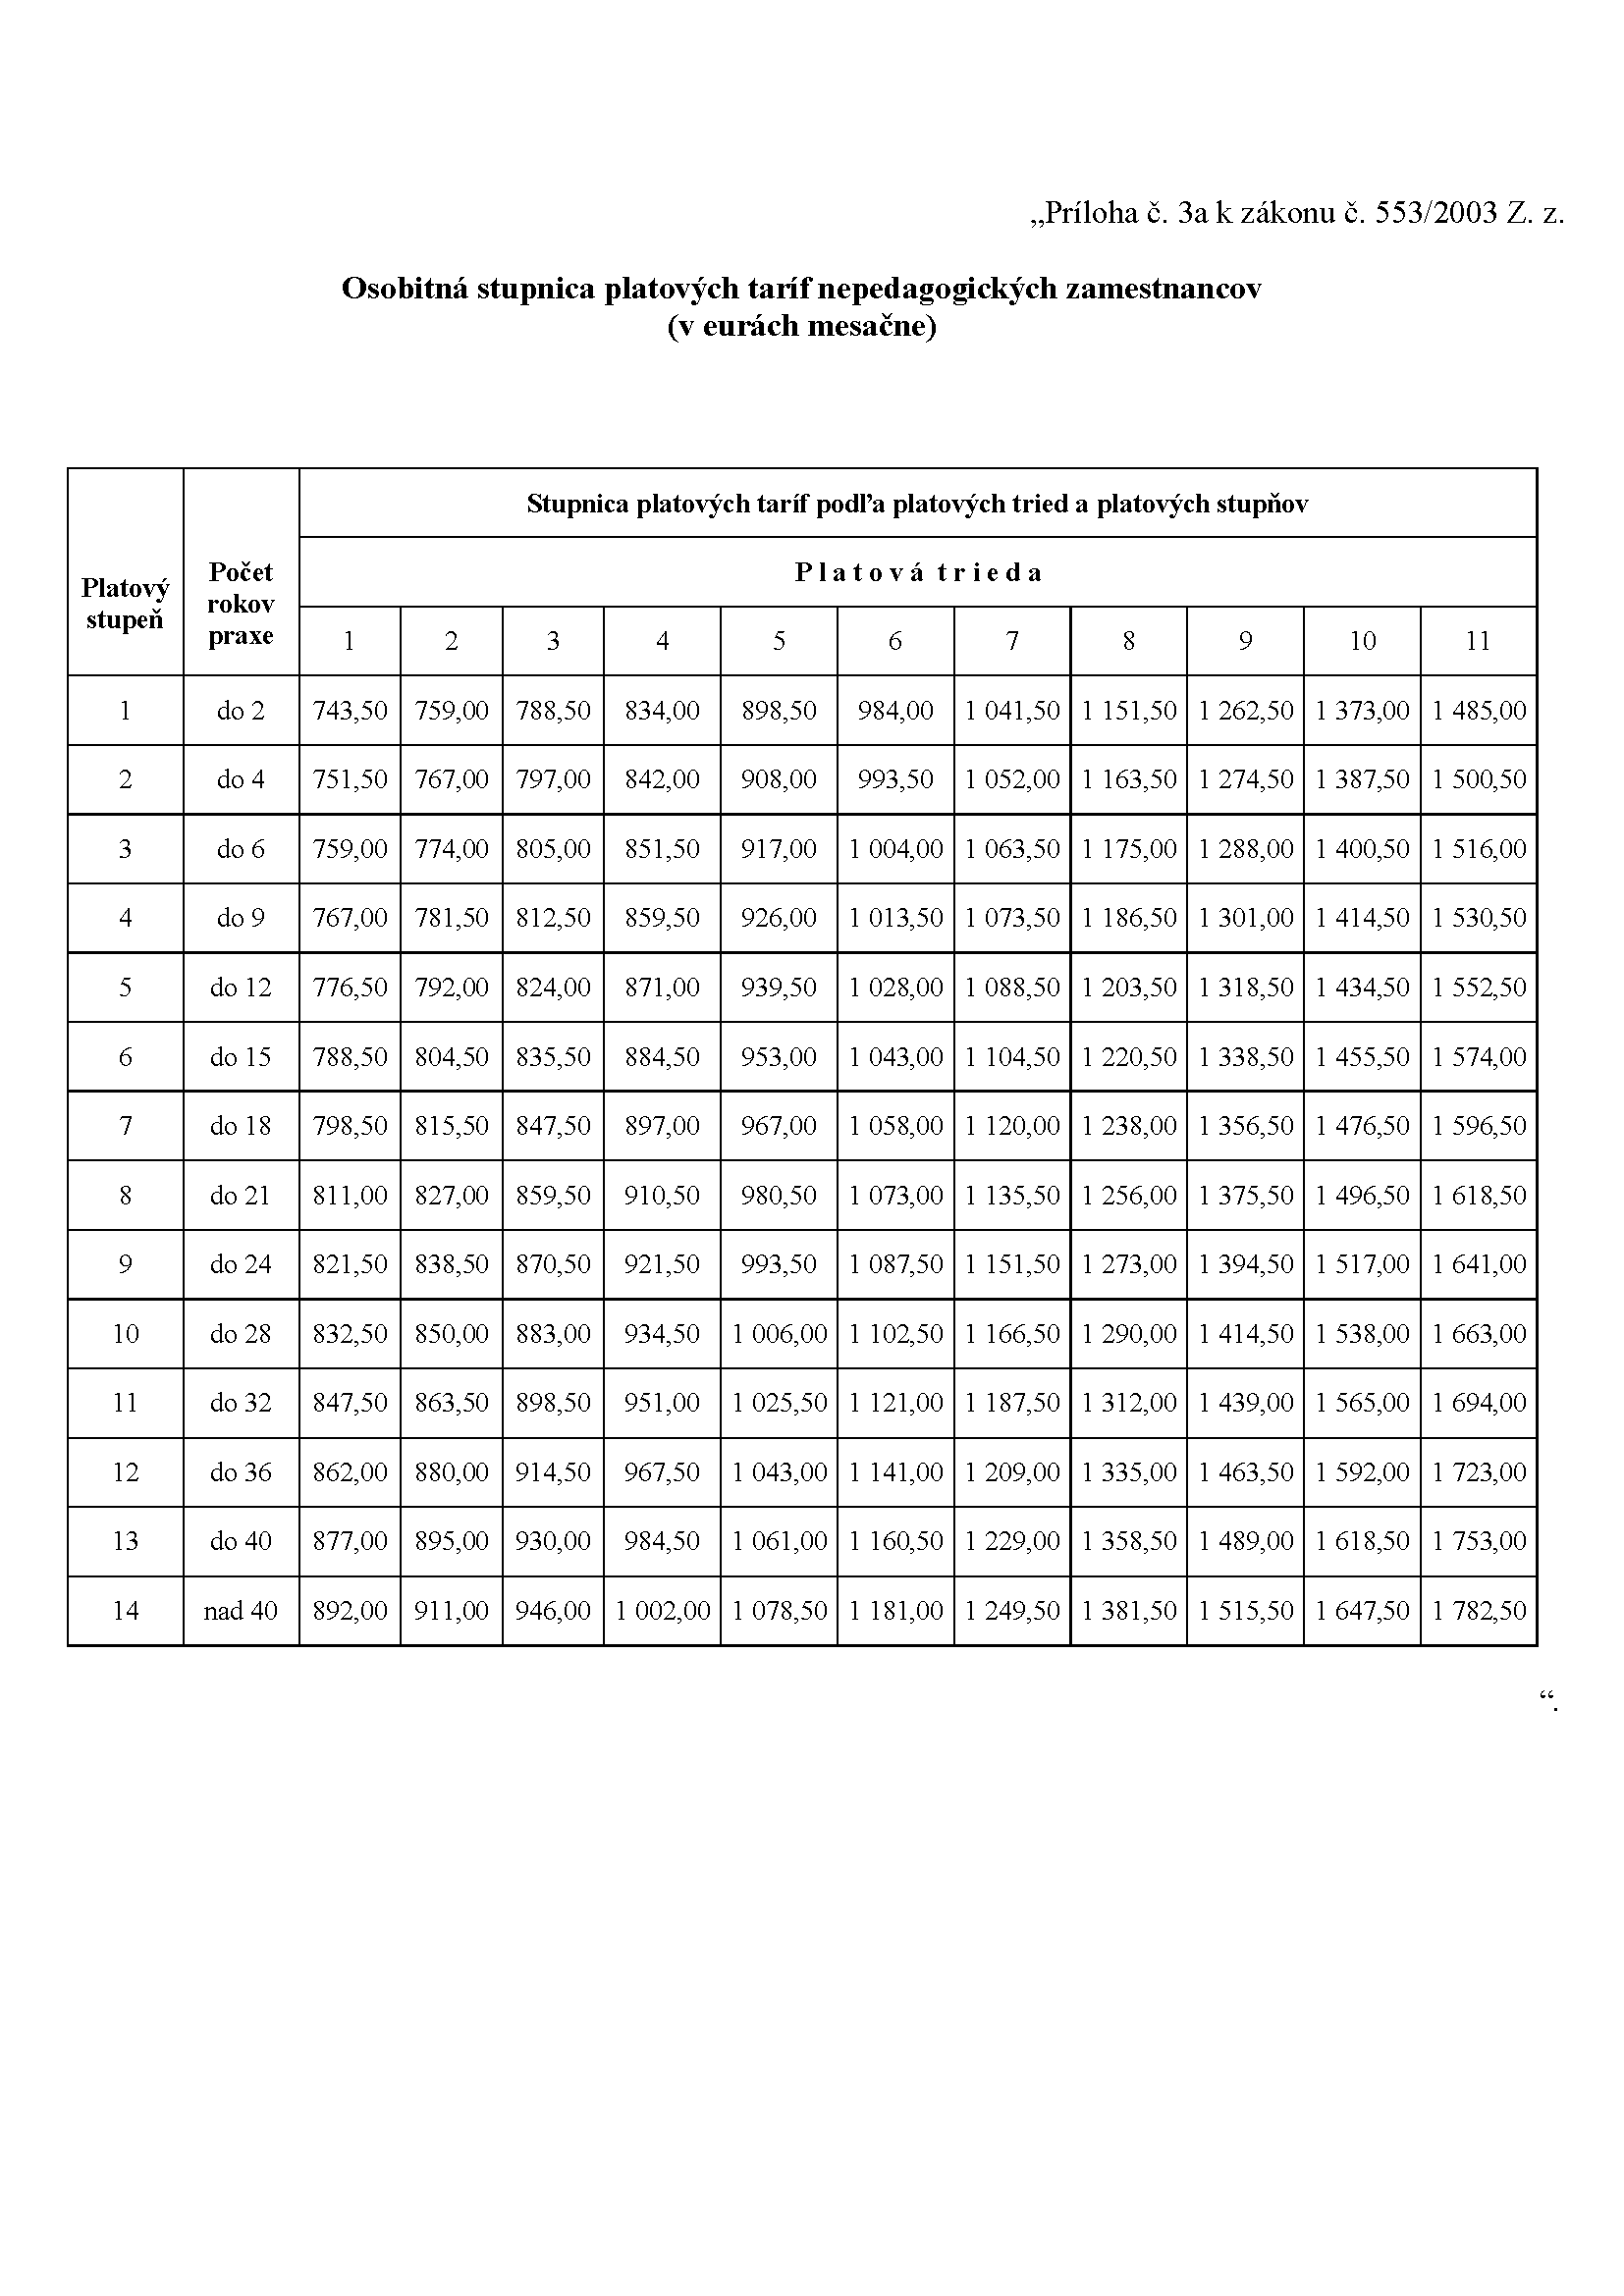 „Príloha č. 3a k zákonu č. 553/2003 Z. z.
Osobitná stupnica platových taríf nepedagogických zamestnancov
(v eurách mesačne)
Platový stupeň Počet rokov praxe Stupnica platových taríf podľa platových tried a platových stupňov
P l a t o v á t r i e d a
1 2 3 4 5 6 7 8 9 10 11
1 do 2 743,50 759,00 788,50 834,00 898,50 984,00 1 041,50 1 151,50 1 262,50 1 373,00 1 485,00
2 do 4 751,50 767,00 797,00 842,00 908,00 993,50 1 052,00 1 163,50 1 274,50 1 387,50 1 500,50
3 do 6 759,00 774,00 805,00 851,50 917,00 1 004,00 1 063,50 1 175,00 1 288,00 1 400,50 1 516,00
4 do 9 767,00 781,50 812,50 859,50 926,00 1 013,50 1 073,50 1 186,50 1 301,00 1 414,50 1 530,50
5 do 12 776,50 792,00 824,00 871,00 939,50 1 028,00 1 088,50 1 203,50 1 318,50 1 434,50 1 552,50
6 do 15 788,50 804,50 835,50 884,50 953,00 1 043,00 1 104,50 1 220,50 1 338,50 1 455,50 1 574,00
7 do 18 798,50 815,50 847,50 897,00 967,00 1 058,00 1 120,00 1 238,00 1 356,50 1 476,50 1 596,50
8 do 21 811,00 827,00 859,50 910,50 980,50 1 073,00 1 135,50 1 256,00 1 375,50 1 496,50 1 618,50
9 do 24 821,50 838,50 870,50 921,50 993,50 1 087,50 1 151,50 1 273,00 1 394,50 1 517,00 1 641,00
10 do 28 832,50 850,00 883,00 934,50 1 006,00 1 102,50 1 166,50 1 290,00 1 414,50 1 538,00 1 663,00
11 do 32 847,50 863,50 898,50 951,00 1 025,50 1 121,00 1 187,50 1 312,00 1 439,00 1 565,00 1 694,00
12 do 36 862,00 880,00 914,50 967,50 1 043,00 1 141,00 1 209,00 1 335,00 1 463,50 1 592,00 1 723,00
13 do 40 877,00 895,00 930,00 984,50 1 061,00 1 160,50 1 229,00 1 358,50 1 489,00 1 618,50 1 753,00
14 nad 40 892,00 911,00 946,00 1 002,00 1 078,50 1 181,00 1 249,50 1 381,50 1 515,50 1 647,50 1 782,50
“.